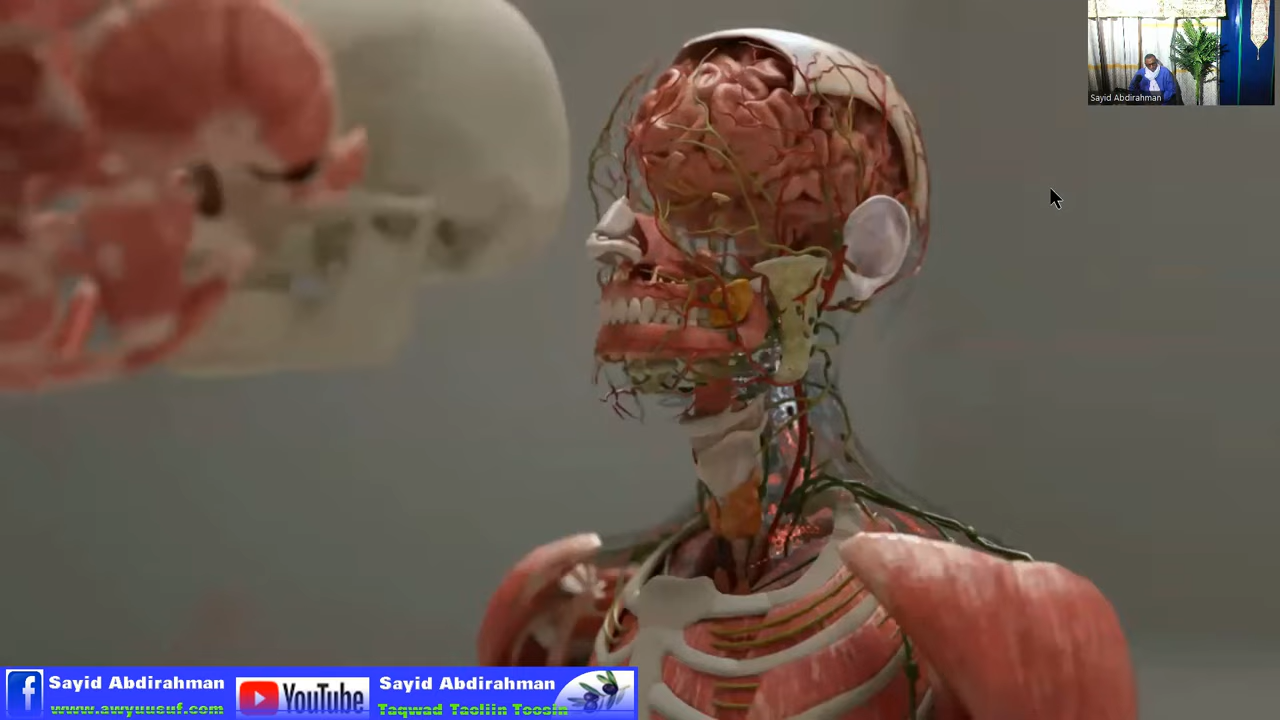 Sayid Abdirahman
Sayid Abdirahman
www.awyuusuf.com
YouTube
Sayid Abdirahman
Taqwad Taoliin Toosin